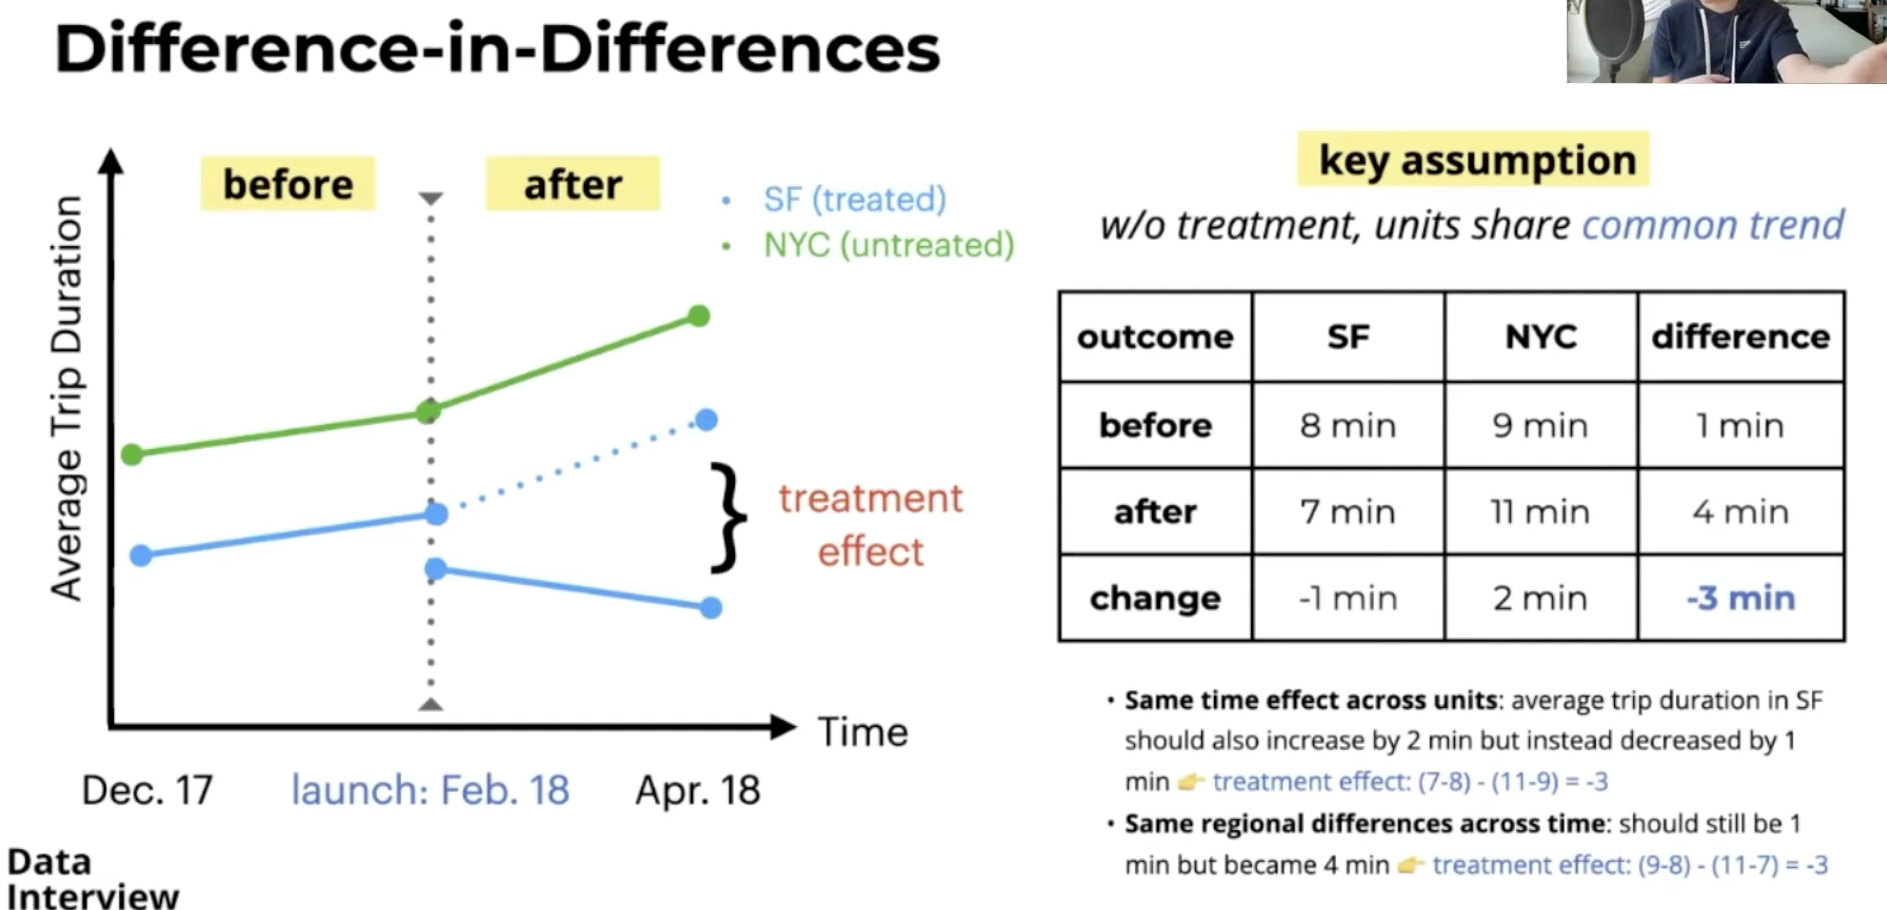 Difference-in-Differences
before
after
• SF (treated)
• NYC (untreated)
Average Trip Duration
treatment
effect
Time
Dec. 17
launch: Feb. 18
Apr. 18
key assumption
w/o treatment, units share common trend
outcome SF NYC difference
before 8 min 9 min 1 min
after 7 min 11 min 4 min
change -1 min 2 min -3 min
• Same time effect across units: average trip duration in SF
should also increase by 2 min but instead decreased by 1
min 👉 treatment effect: (7-8) - (11-9) = -3
• Same regional differences across time: should still be 1
min but became 4 min 👉 treatment effect: (9-8) - (11-7) = -3
Data
Interview